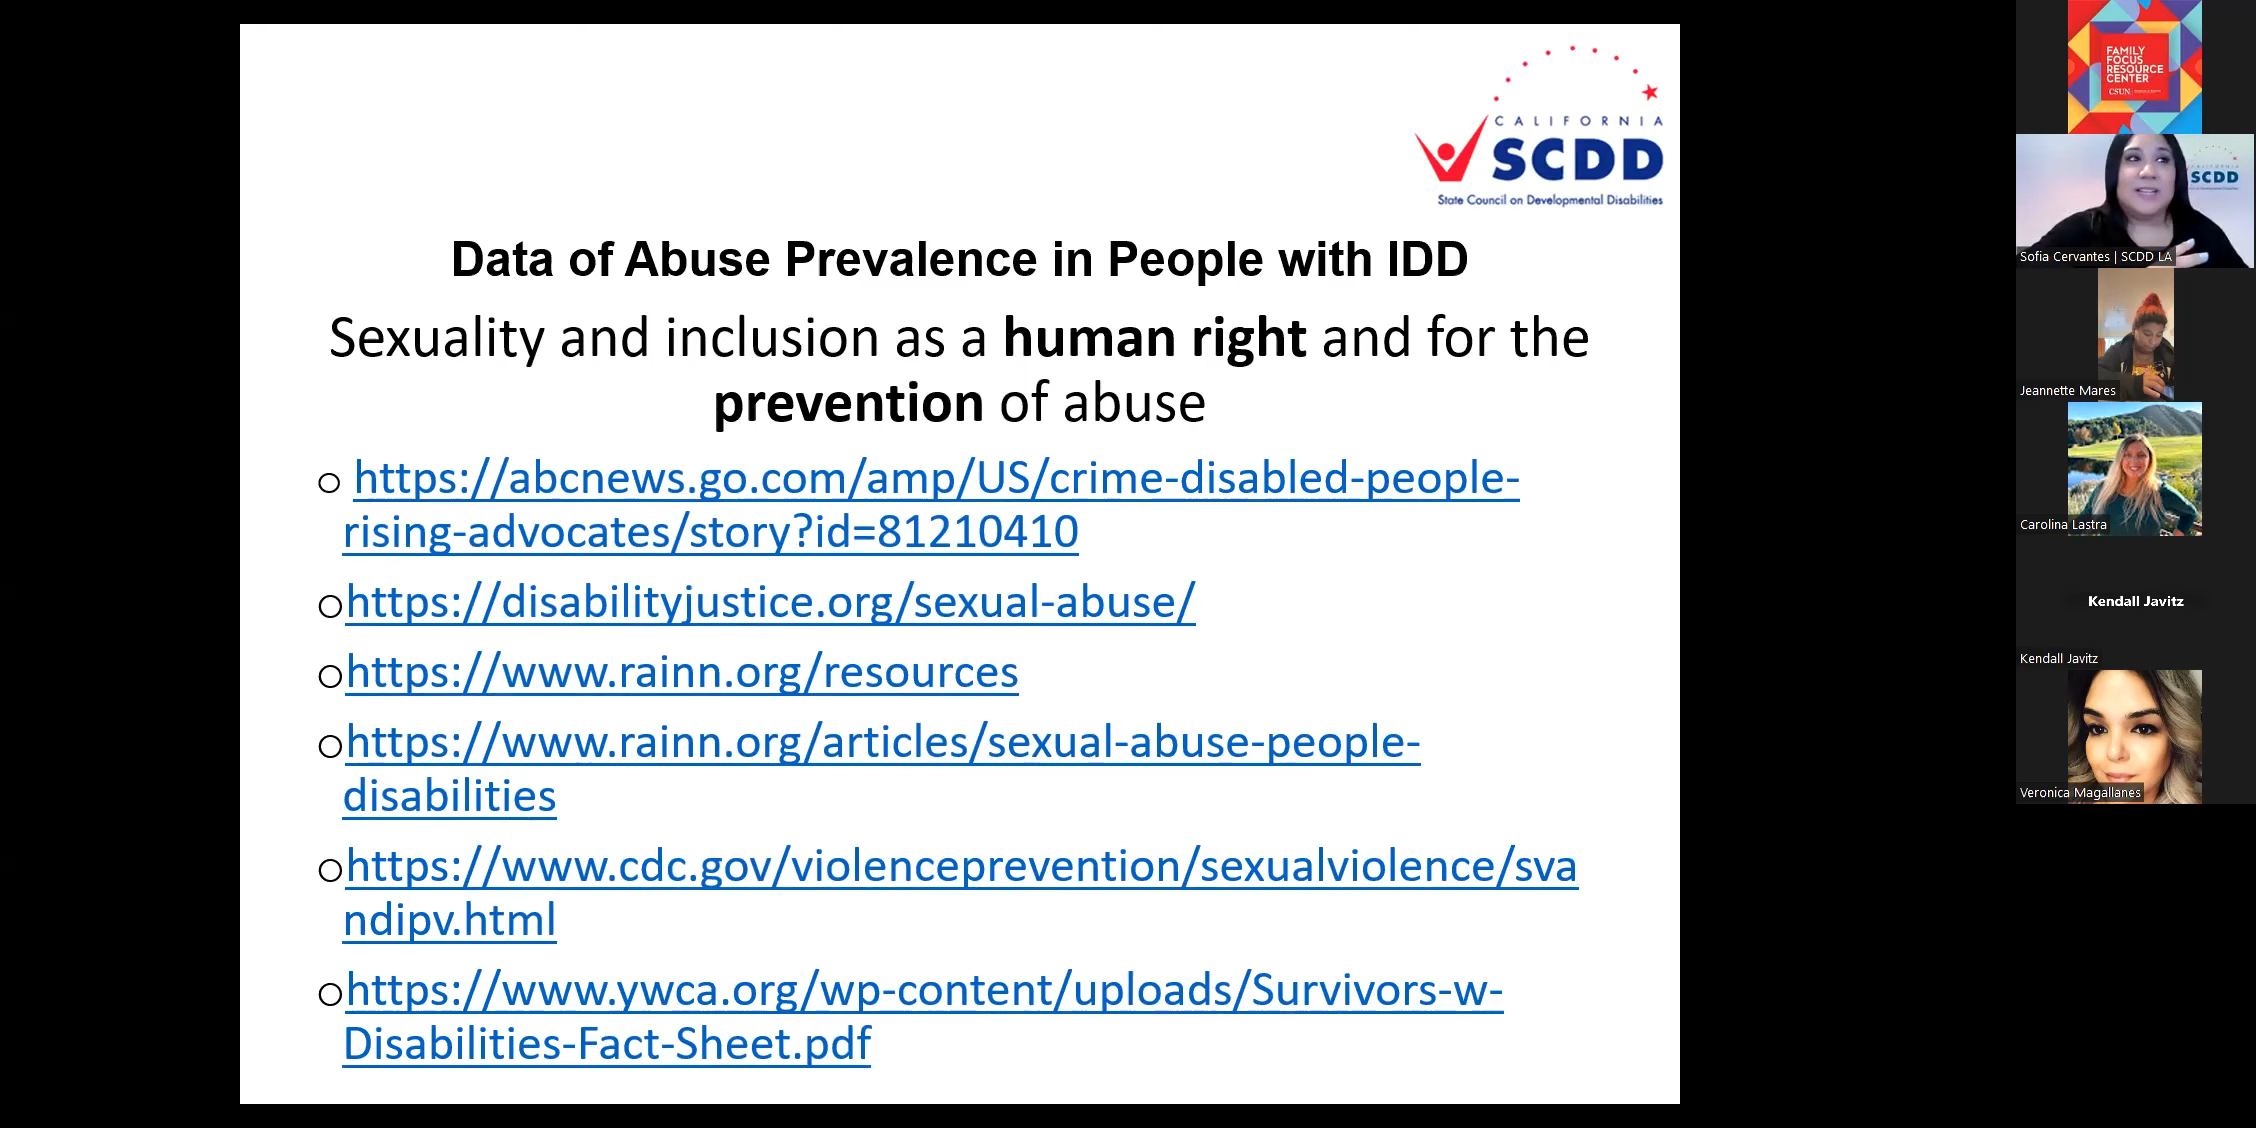 CALIFORNIA
SCDD
State Council on Developmental Disabilities
Data of Abuse Prevalence in People with IDD
Sexuality and inclusion as a human right and for the
prevention of abuse
https://abcnews.go.com/amp/US/crime-disabled-people-
rising-advocates/story?id=81210410
https://disabilityjustice.org/sexual-abuse/
https://www.rainn.org/resources
https://www.rainn.org/articles/sexual-abuse-people-
disabilities
https://www.cdc.gov/violenceprevention/sexualviolence/sva
ndipv.html
https://www.ywca.org/wp-content/uploads/Survivors-w-
Disabilities-Fact-Sheet.pdf
FAMILY
FOCUS
RESOURCE
CENTER
CSUN
SCDD
Sofia Cervantes | SCDD LA
Jeannette Mares
Carolina Lastra
Kendall Javitz
Kendall Javitz
Veronica Magallanes